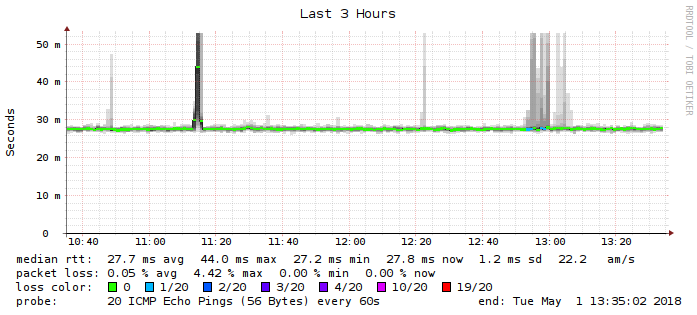 Last 3 Hours
RRDTOOL / TOBI OETIKER
Seconds
50 m
40 m
30 m
20 m
10 m
0
10:40 11:00 11:20 11:40 12:00 12:20 12:40 13:00 13:20
median rtt: 27.7 ms avg 44.0 ms max 27.2 ms min 27.8 ms now 1.2 ms sd 22.2 am/s
packet loss: 0.05 % avg 4.42 % max 0.00 % min 0.00 % now
loss color: 0 1/20 2/20 3/20 4/20 10/20 19/20
probe: 20 ICMP Echo Pings (56 Bytes) every 60s end: Tue May 1 13:35:02 2018